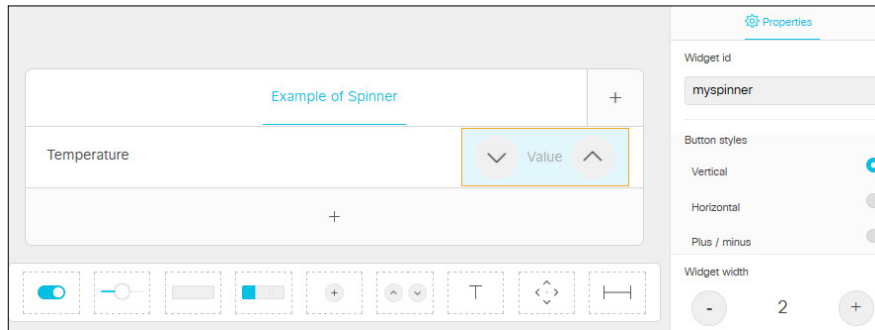 Properties
Widget id
myspinner
Example of Spinner
+
Temperature
Value
+
Button styles
Vertical
Horizontal
Plus / minus
Widget width
- 2 +
+
T